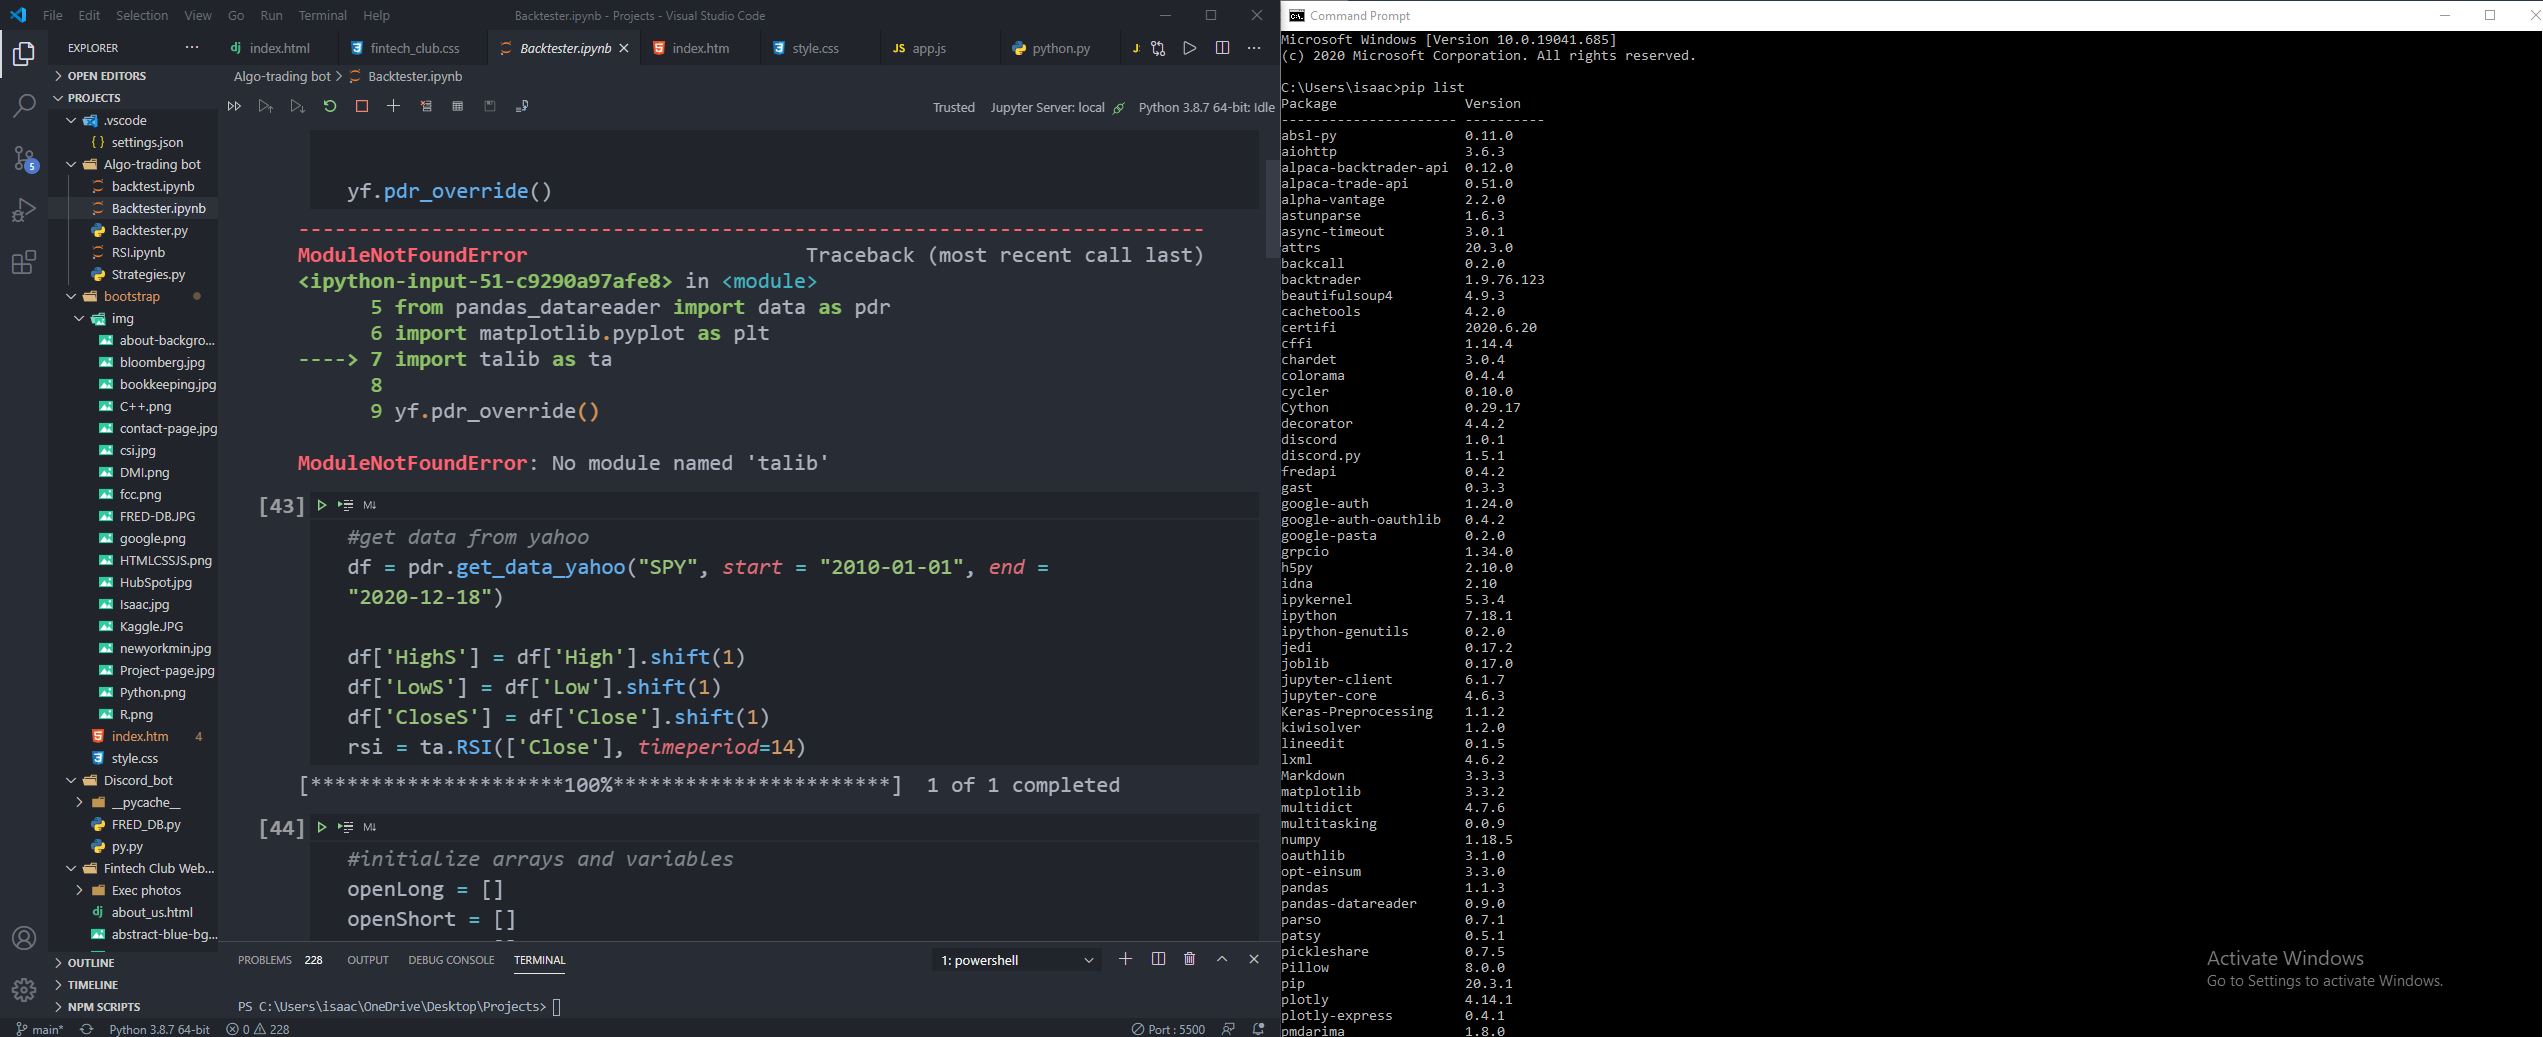 File Edit Selection View Go Run Terminal Help
Backtester.ipynb - Projects - Visual Studio Code
EXPLORER
index.html
fintech_club.css
Backtester.ipynb
index.htm
style.css
app.js
python.py
Algo-trading bot > Backtester.ipynb
Trusted Jupyter Server: local Python 3.8.7 64-bit: Idle
OPEN EDITORS
PROJECTS
.vscode
settings.json
Algo-trading bot
backtest.ipynb
Backtester.ipynb
Backtester.py
RSI.ipynb
Strategies.py
bootstrap
img
about-backgro...
bloomberg.jpg
bookkeeping.jpg
C++.png
contact-page.jpg
csi.jpg
DMI.png
fcc.png
FRED-DB.JPG
google.png
HTMLCSSJS.png
HubSpot.jpg
Isaac.jpg
Kaggle.JPG
newyorkmin.jpg
Project-page.jpg
Python.png
R.png
index.htm 4
style.css
Discord_bot
__pycache__
FRED_DB.py
py.py
Fintech Club Web...
Exec photos
about_us.html
abstract-blue-bg...
OUTLINE
TIMELINE
NPM SCRIPTS
5
yf.pdr_override()
---------------------------------------------------------------------------
ModuleNotFoundError Traceback (most recent call last)
<ipython-input-51-c9290a97afe8> in <module>
5 from pandas_datareader import data as pdr
6 import matplotlib.pyplot as plt
----> 7 import talib as ta
8
9 yf.pdr_override()
ModuleNotFoundError: No module named 'talib'
[43]
M↓
#get data from yahoo
df = pdr.get_data_yahoo("SPY", start = "2010-01-01", end =
"2020-12-18")
df['HighS'] = df['High'].shift(1)
df['LowS'] = df['Low'].shift(1)
df['CloseS'] = df['Close'].shift(1)
rsi = ta.RSI(['Close'], timeperiod=14)
[*********************100%***********************]  1 of 1 completed
[44]
M↓
#initialize arrays and variables
openLong = []
openShort = []
PROBLEMS 228 OUTPUT DEBUG CONSOLE TERMINAL
1: powershell
PS C:\Users\isaac\OneDrive\Desktop\Projects>
main* Python 3.8.7 64-bit 0 228
Port : 5500
Command Prompt
Microsoft Windows [Version 10.0.19041.685]
(c) 2020 Microsoft Corporation. All rights reserved.
C:\Users\isaac>pip list
Package Version
---------------------- ----------
absl-py 0.11.0
aiohttp 3.6.3
alpaca-backtrader-api 0.12.0
alpaca-trade-api 0.51.0
alpha-vantage 2.2.0
astunparse 1.6.3
async-timeout 3.0.1
attrs 20.3.0
backcall 0.2.0
backtrader 1.9.76.123
beautifulsoup4 4.9.3
cachetools 4.2.0
certifi 2020.6.20
cffi 1.14.4
chardet 3.0.4
colorama 0.4.4
cycler 0.10.0
Cython 0.29.17
decorator 4.4.2
discord 1.0.1
discord.py 1.5.1
fredapi 0.4.2
gast 0.3.3
google-auth 1.24.0
google-auth-oauthlib 0.4.2
google-pasta 0.2.0
grpcio 1.34.0
h5py 2.10.0
idna 2.10
ipykernel 5.3.4
ipython 7.18.1
ipython-genutils 0.2.0
jedi 0.17.2
joblib 0.17.0
jupyter-client 6.1.7
jupyter-core 4.6.3
Keras-Preprocessing 1.1.2
kiwisolver 1.2.0
lineedit 0.1.5
lxml 4.6.2
Markdown 3.3.3
matplotlib 3.3.2
multidict 4.7.6
multitasking 0.0.9
numpy 1.18.5
oauthlib 3.1.0
opt-einsum 3.3.0
pandas 1.1.3
pandas-datareader 0.9.0
parso 0.7.1
patsy 0.5.1
pickleshare 0.7.5
Pillow 8.0.0
pip 20.3.1
plotly 4.14.1
plotly-express 0.4.1
pmdarima 1.8.0
Activate Windows
Go to Settings to activate Windows.